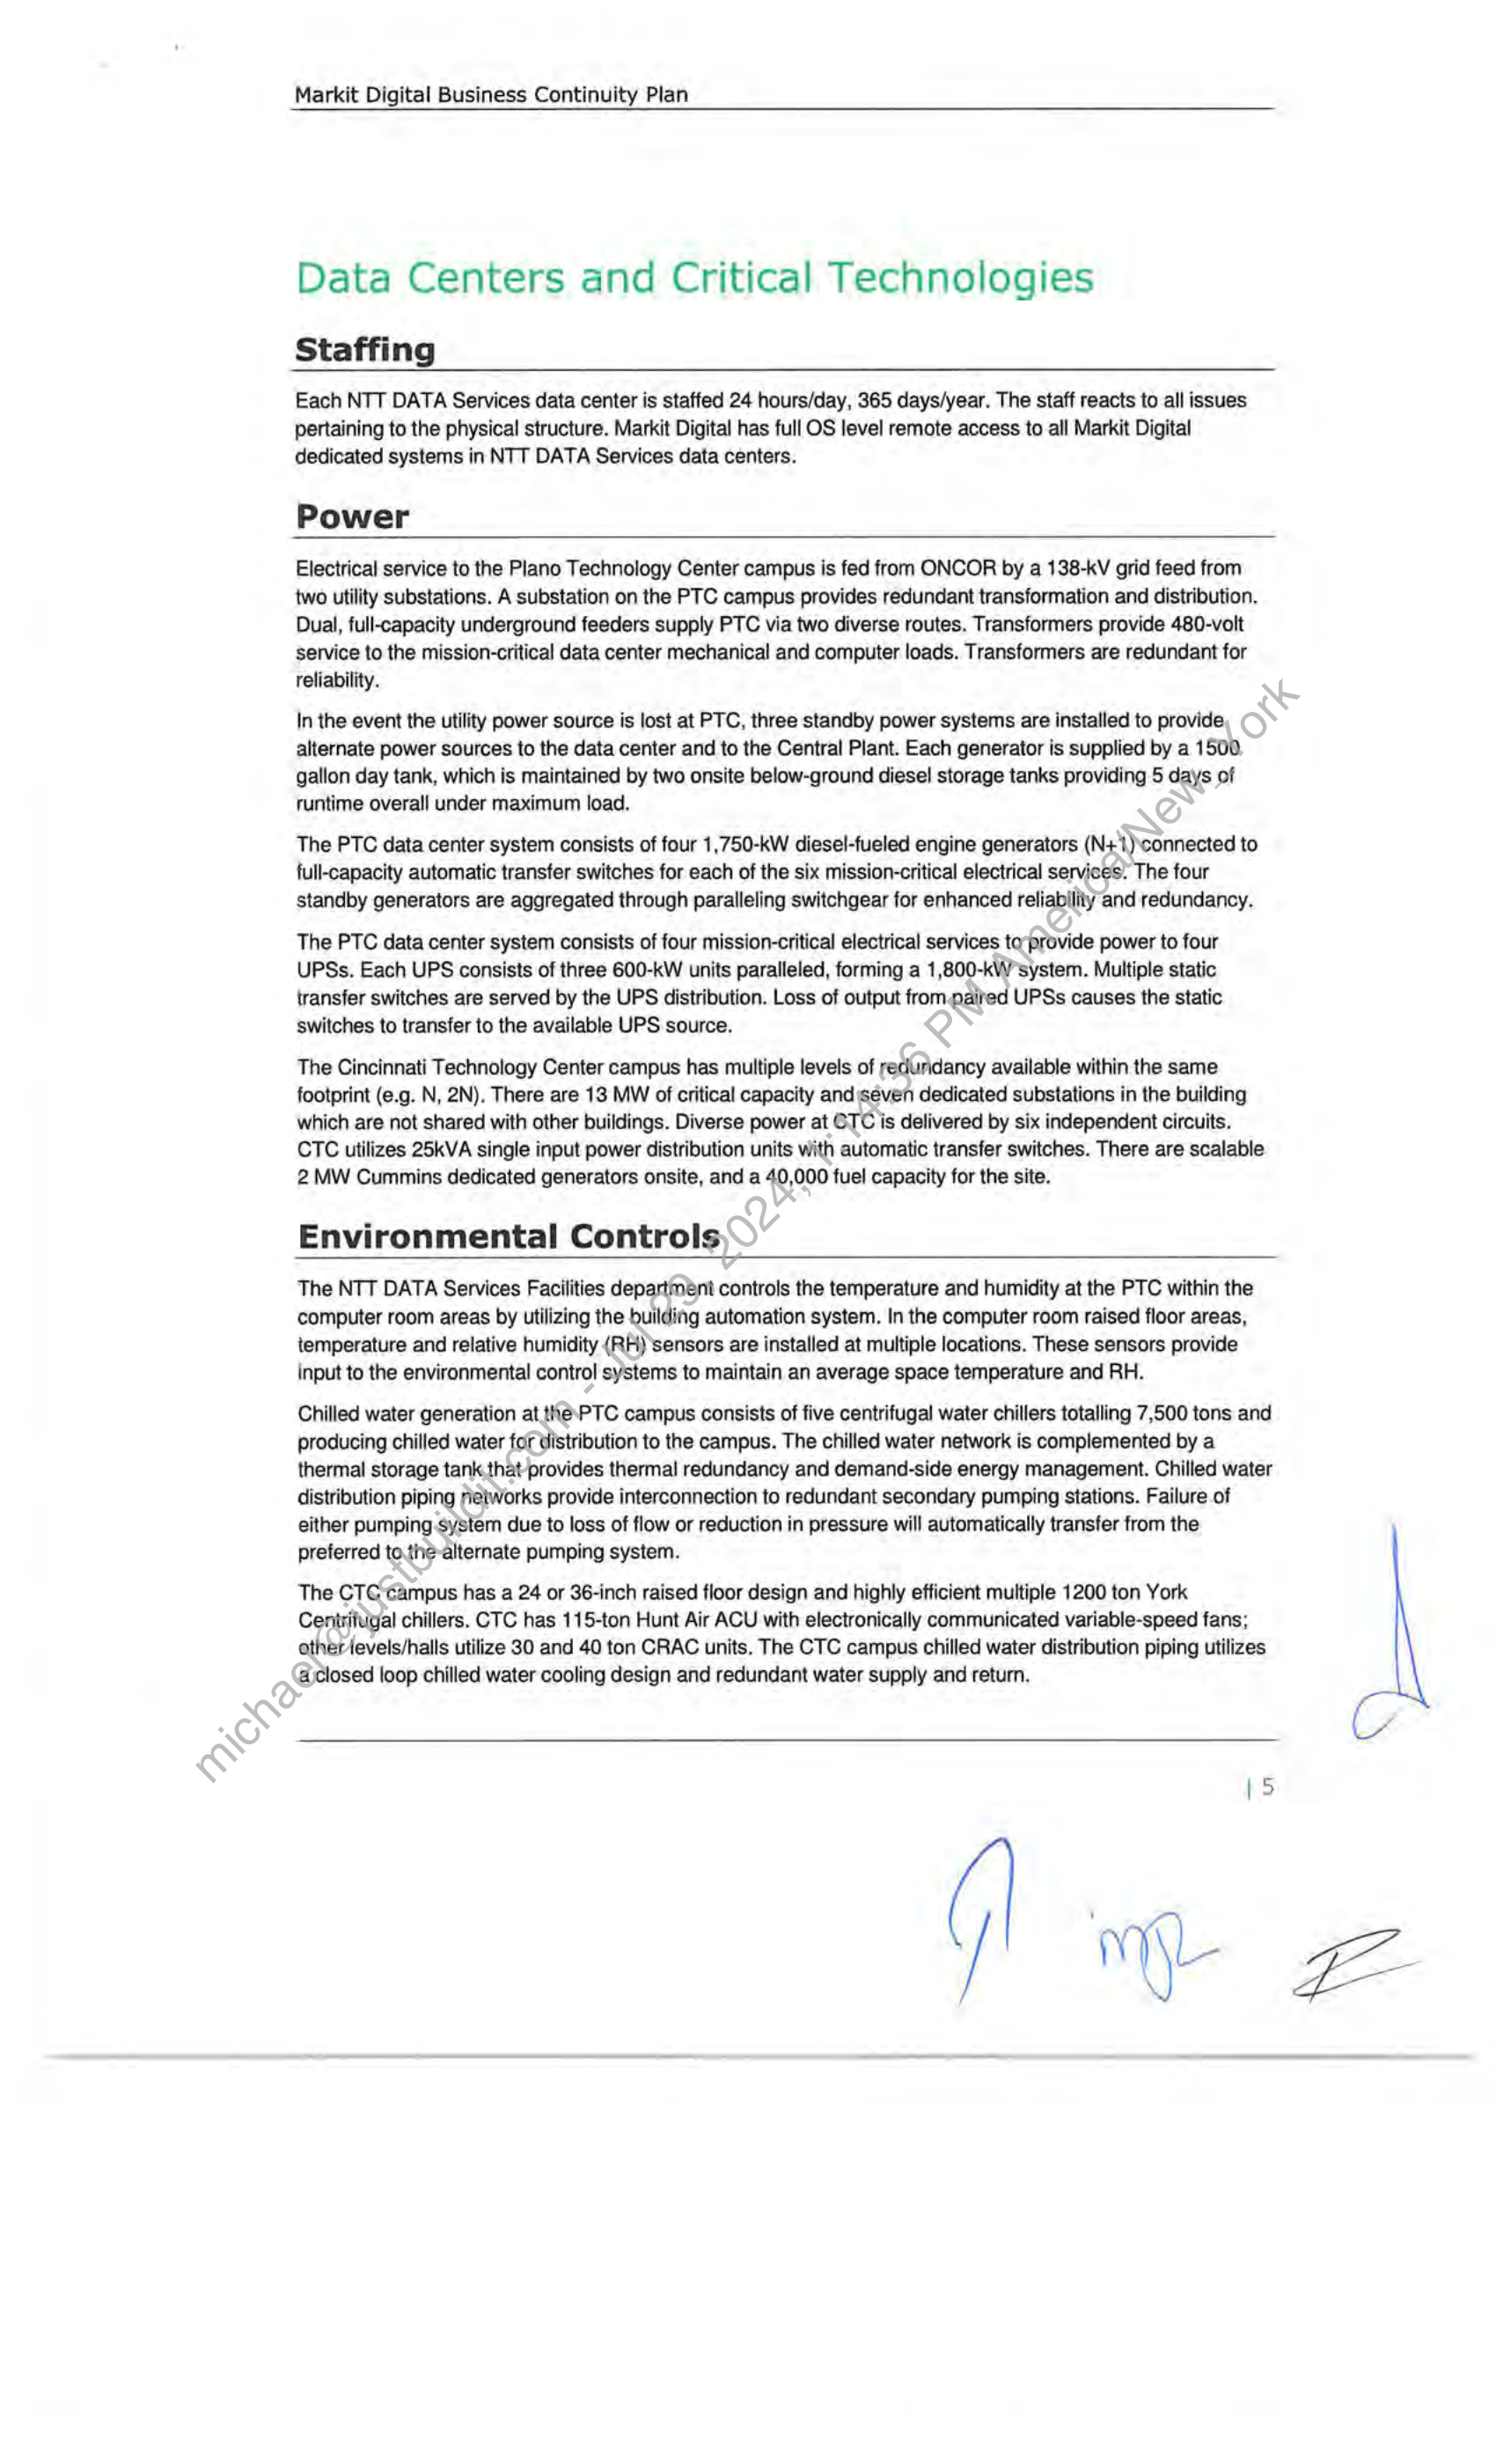 Markit Digital Business Continuity Plan
Data Centers and Critical Technologies
Staffing
Each NTT DATA Services data center is staffed 24 hours/day, 365 days/year. The staff reacts to all issues
pertaining to the physical structure. Markit Digital has full OS level remote access to all Markit Digital
dedicated systems in NTT DATA Services data centers.
Power
Electrical service to the Plano Technology Center campus is fed from ONCOR by a 138-kV grid feed from
two utility substations. A substation on the PTC campus provides redundant transformation and distribution.
Dual, full-capacity underground feeders supply PTC via two diverse routes. Transformers provide 480-volt
service to the mission-critical data center mechanical and computer loads. Transformers are redundant for
reliability.
In the event the utility power source is lost at PTC, three standby power systems are installed to provide
alternate power sources to the data center and to the Central Plant. Each generator is supplied by a 1500
gallon day tank, which is maintained by two onsite below-ground diesel storage tanks providing 5 days of
runtime overall under maximum load.
The PTC data center system consists of four 1,750-kW diesel-fueled engine generators (N+1) connected to
full-capacity automatic transfer switches for each of the six mission-critical electrical services. The four
standby generators are aggregated through paralleling switchgear for enhanced reliability and redundancy.
The PTC data center system consists of four mission-critical electrical services to provide power to four
UPSs. Each UPS consists of three 600-kW units paralleled, forming a 1,800-kW system. Multiple static
transfer switches are served by the UPS distribution. Loss of output from paired UPSs causes the static
switches to transfer to the available UPS source.
The Cincinnati Technology Center campus has multiple levels of redundancy available within the same
footprint (e.g. N, 2N). There are 13 MW of critical capacity and seven dedicated substations in the building
which are not shared with other buildings. Diverse power at CTC is delivered by six independent circuits.
CTC utilizes 25kVA single input power distribution units with automatic transfer switches. There are scalable
2 MW Cummins dedicated generators onsite, and a 40,000 fuel capacity for the site.
Environmental Controls
The NTT DATA Services Facilities department controls the temperature and humidity at the PTC within the
computer room areas by utilizing the building automation system. In the computer room raised floor areas,
temperature and relative humidity (RH) sensors are installed at multiple locations. These sensors provide
input to the environmental control systems to maintain an average space temperature and RH.
Chilled water generation at the PTC campus consists of five centrifugal water chillers totalling 7,500 tons and
producing chilled water for distribution to the campus. The chilled water network is complemented by a
thermal storage tank that provides thermal redundancy and demand-side energy management. Chilled water
distribution piping networks provide interconnection to redundant secondary pumping stations. Failure of
either pumping system due to loss of flow or reduction in pressure will automatically transfer from the
preferred to the alternate pumping system.
The CTC campus has a 24 or 36-inch raised floor design and highly efficient multiple 1200 ton York
Centrifugal chillers. CTC has 115-ton Hunt Air ACU with electronically communicated variable-speed fans;
other levels/halls utilize 30 and 40 ton CRAC units. The CTC campus chilled water distribution piping utilizes
a closed loop chilled water cooling design and redundant water supply and return.
| 5
michael@justbuildit.com - Jul 29, 2024, 1:14:36 PM America/New_York